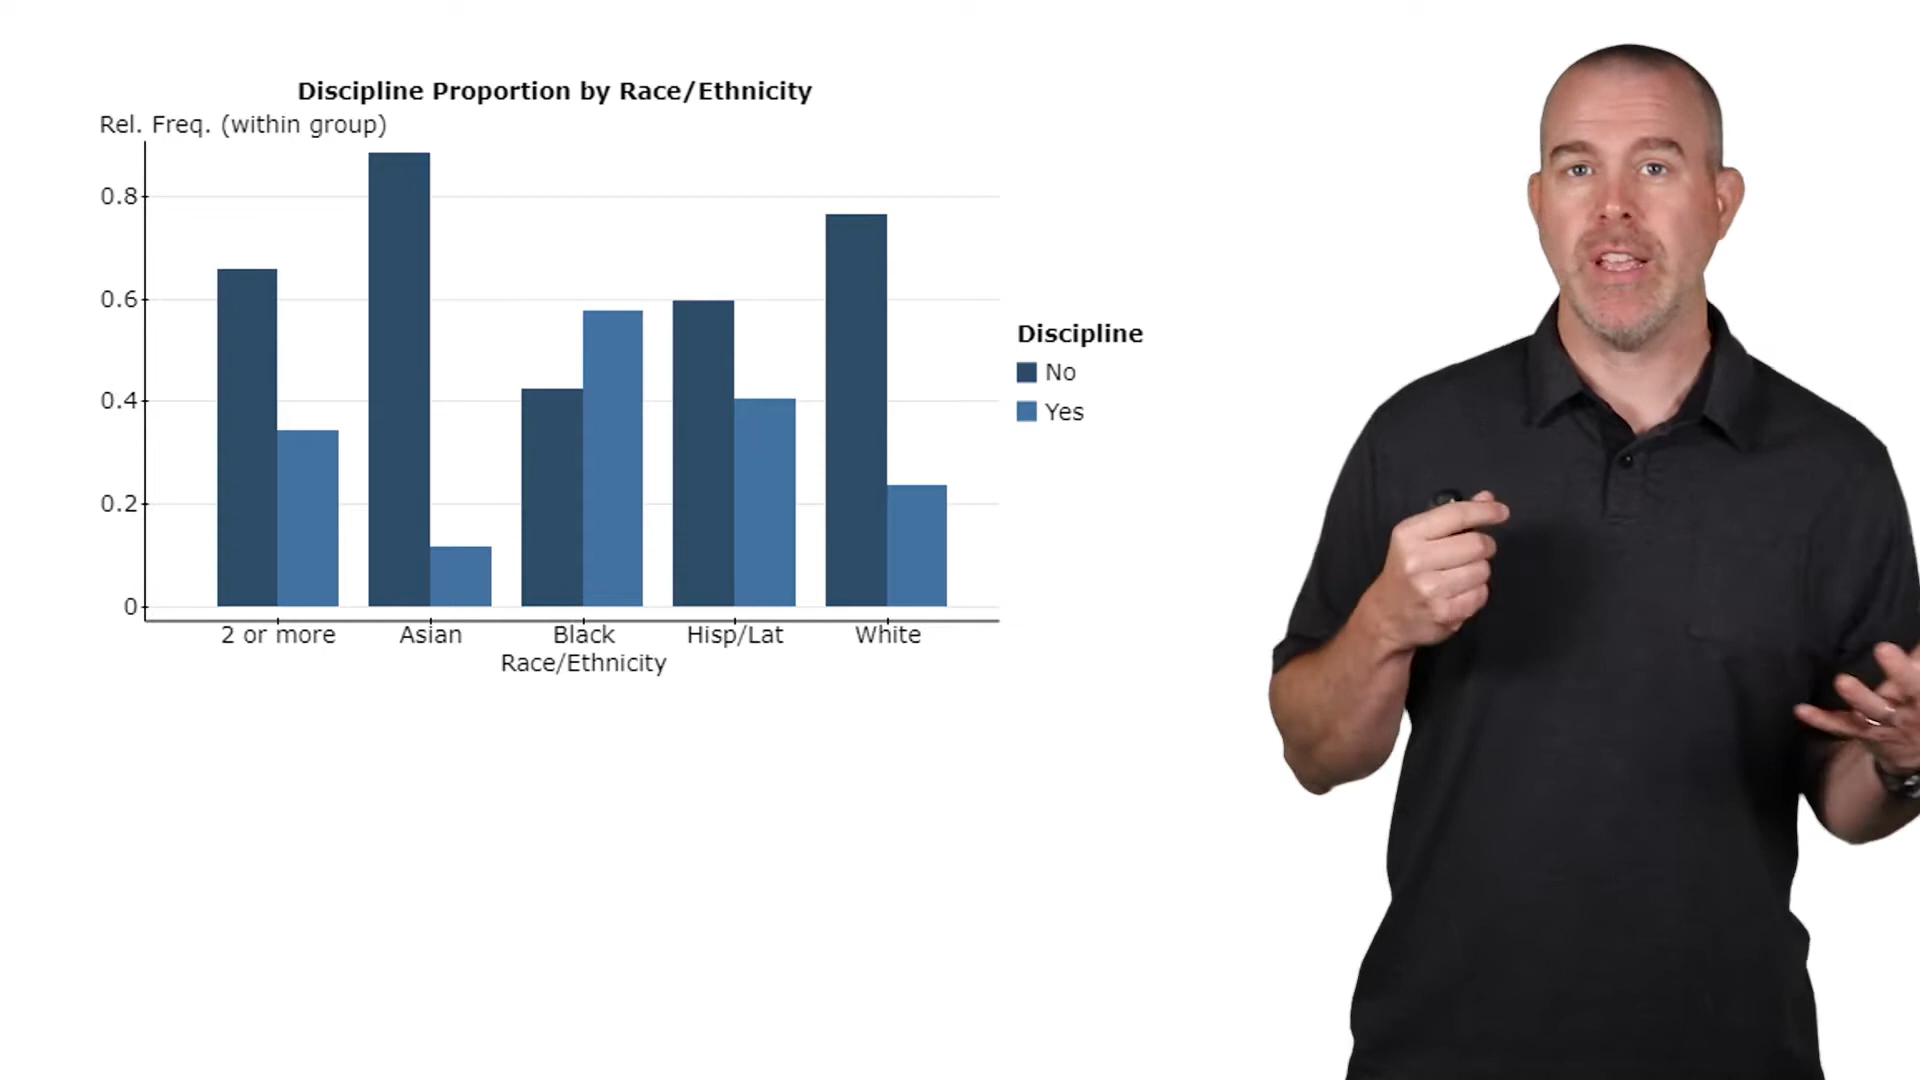 Discipline Proportion by Race/Ethnicity
Rel. Freq. (within group)
0.8
0.6
0.4
0.2
0
2 or more Asian Black Hisp/Lat White
Race/Ethnicity
Discipline
No
Yes